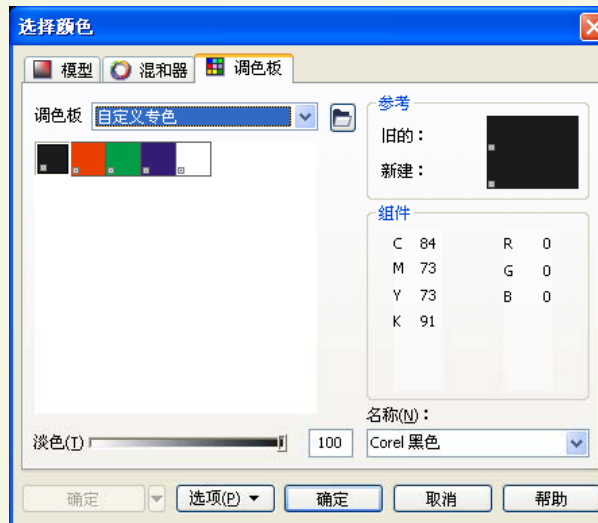 选择颜色
模型 混和器 调色板
调色板 自定义专色
参考
旧的：
新建：
组件
C 84 R 0
M 73 G 0
Y 73 B 0
K 91
名称(N)：
淡色(T) 100 Corel 黑色
确定 选项(P) 确定 取消 帮助